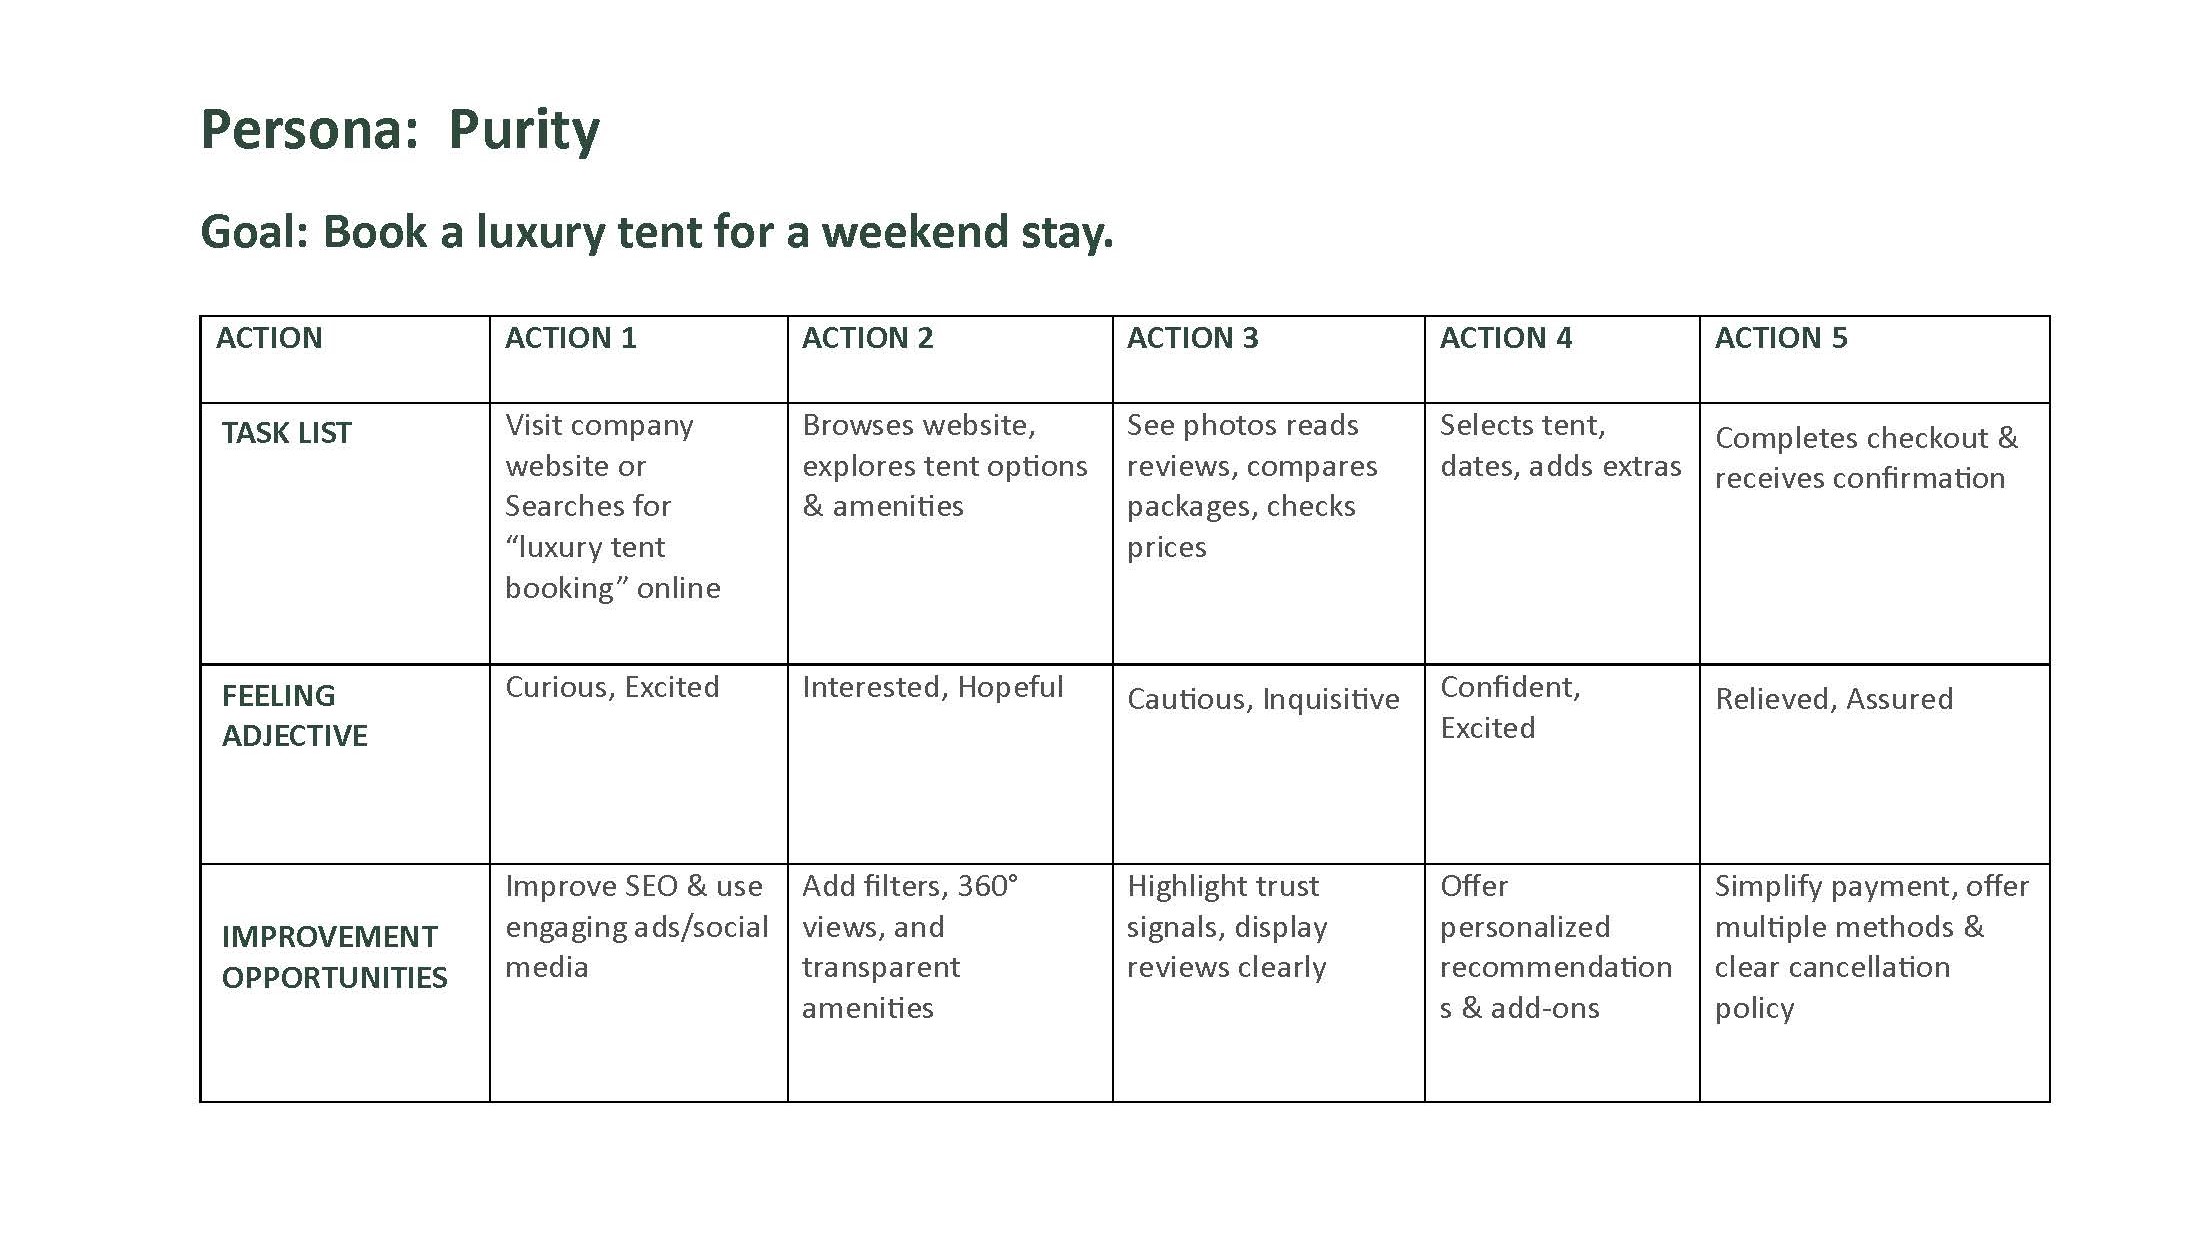 Persona:  Purity
Goal: Book a luxury tent for a weekend stay.
ACTION
ACTION 1
ACTION 2
ACTION 3
ACTION 4
ACTION 5
TASK LIST
Visit company
website or
Searches for
“luxury tent
booking” online
Browses website,
explores tent options
& amenities
See photos reads
reviews, compares
packages, checks
prices
Selects tent,
dates, adds extras
Completes checkout &
receives confirmation
FEELING
ADJECTIVE
Curious, Excited
Interested, Hopeful
Cautious, Inquisitive
Confident,
Excited
Relieved, Assured
IMPROVEMENT
OPPORTUNITIES
Improve SEO & use
engaging ads/social
media
Add filters, 360°
views, and
transparent
amenities
Highlight trust
signals, display
reviews clearly
Offer
personalized
recommendation
s & add-ons
Simplify payment, offer
multiple methods &
clear cancellation
policy